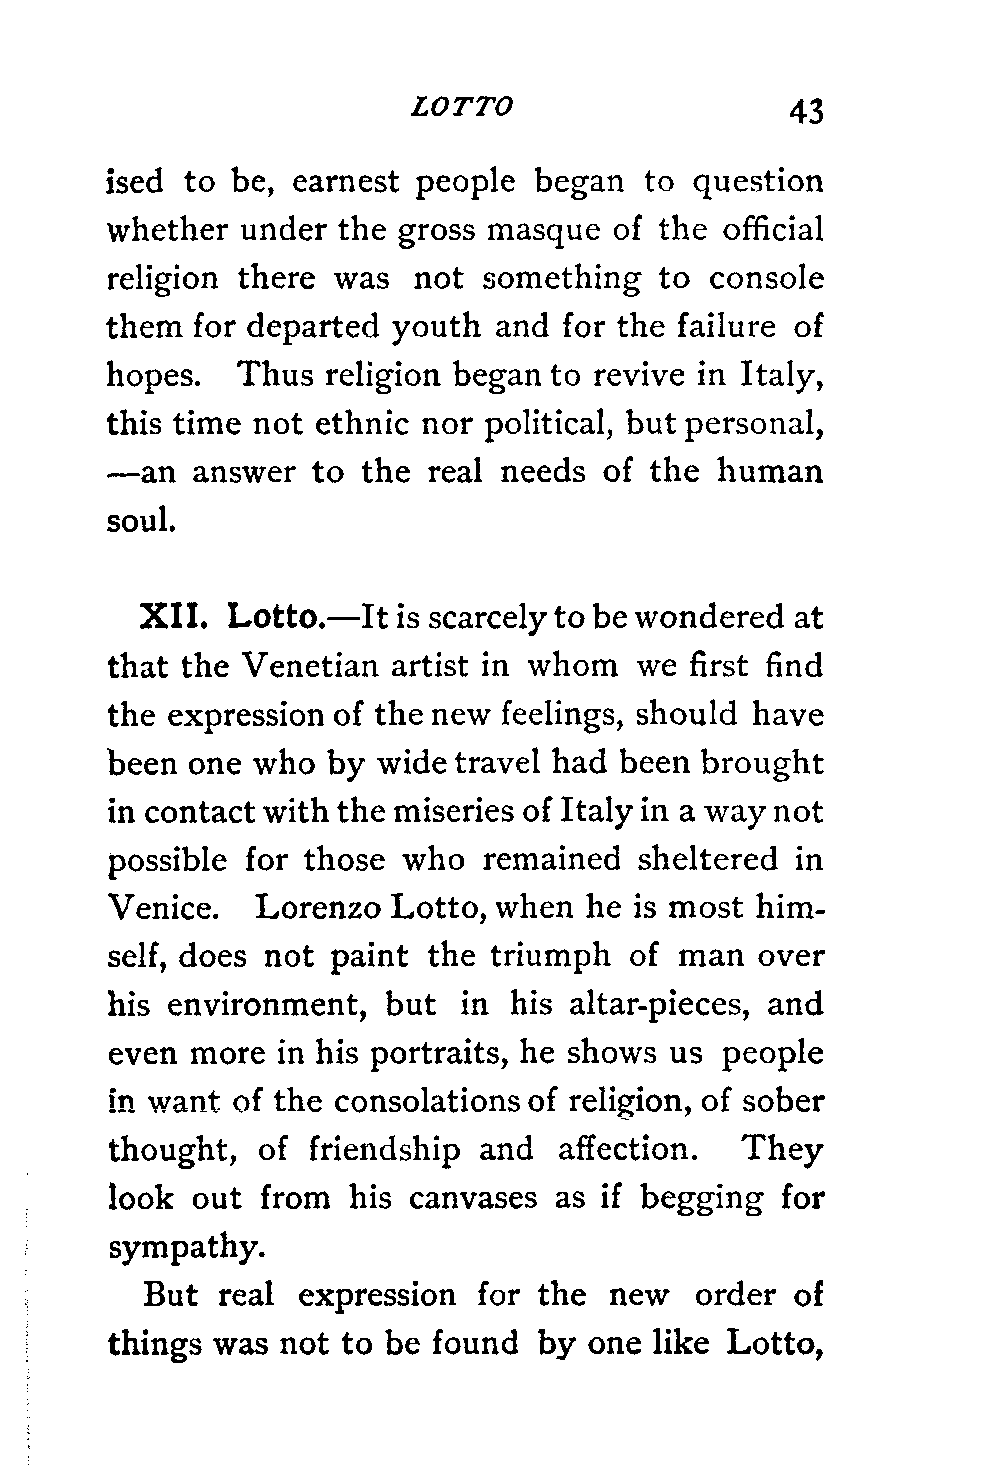 LOTTO 43
ised to be, earnest people began to question
whether under the gross masque of the official
religion there was not something to console
them for departed youth and for the failure of
hopes. Thus religion began to revive in Italy,
this time not ethnic nor political, but personal,
—an answer to the real needs of the human
soul.
XII. Lotto.—It is scarcely to be wondered at
that the Venetian artist in whom we first find
the expression of the new feelings, should have
been one who by wide travel had been brought
in contact with the miseries of Italy in a way not
possible for those who remained sheltered in
Venice. Lorenzo Lotto, when he is most him-
self, does not paint the triumph of man over
his environment, but in his altar-pieces, and
even more in his portraits, he shows us people
in want of the consolations of religion, of sober
thought, of friendship and affection. They
look out from his canvases as if begging for
sympathy.
But real expression for the new order of
things was not to be found by one like Lotto,